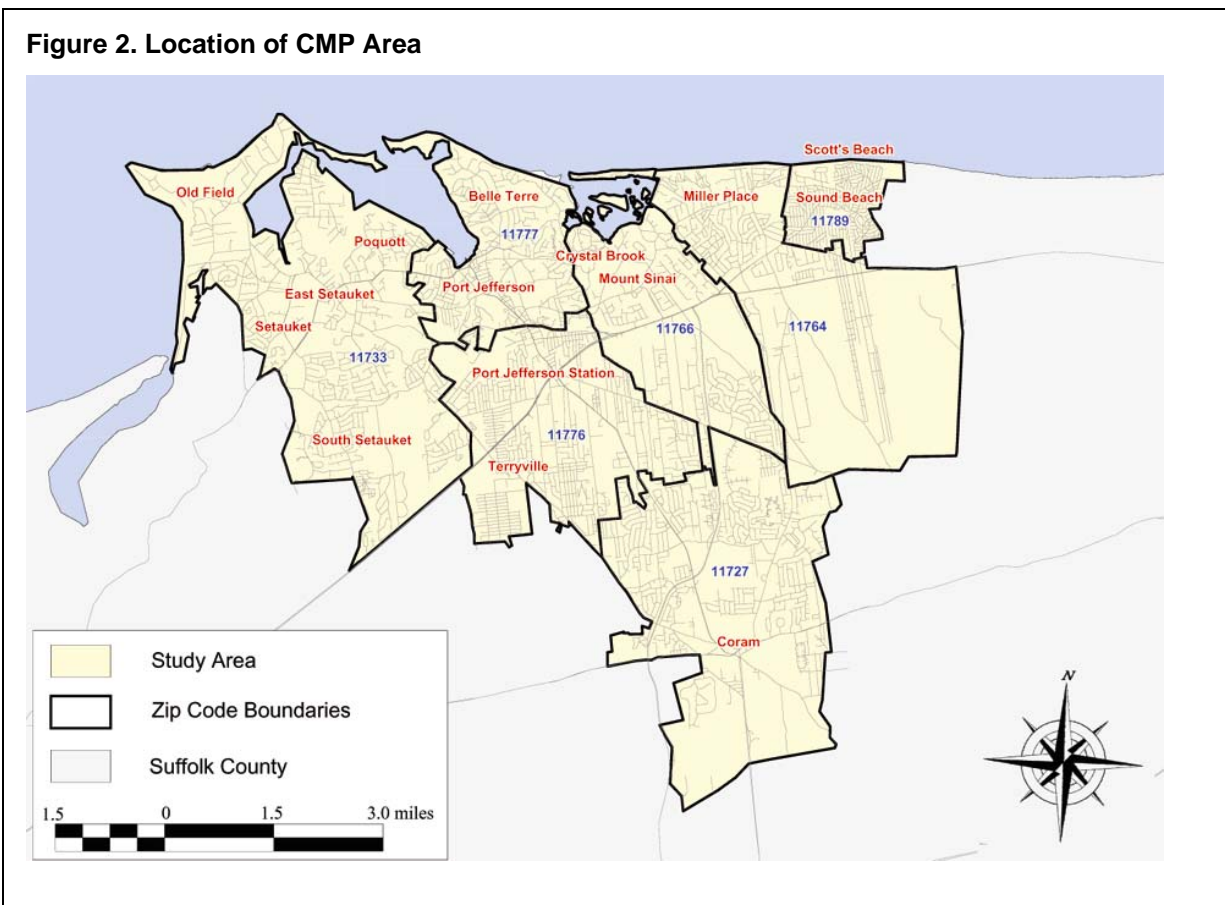 Figure 2. Location of CMP Area
Scott's Beach
Old Field
Belle Terre
Miller Place
Sound Beach
11789
11777
Poquott
Crystal Brook
Mount Sinai
East Setauket
Port Jefferson
Setauket
11733
11766
11764
Port Jefferson Station
South Setauket
11776
Terryville
11727
Coram
Study Area
Zip Code Boundaries
Suffolk County
1.5 0 1.5 3.0 miles
N